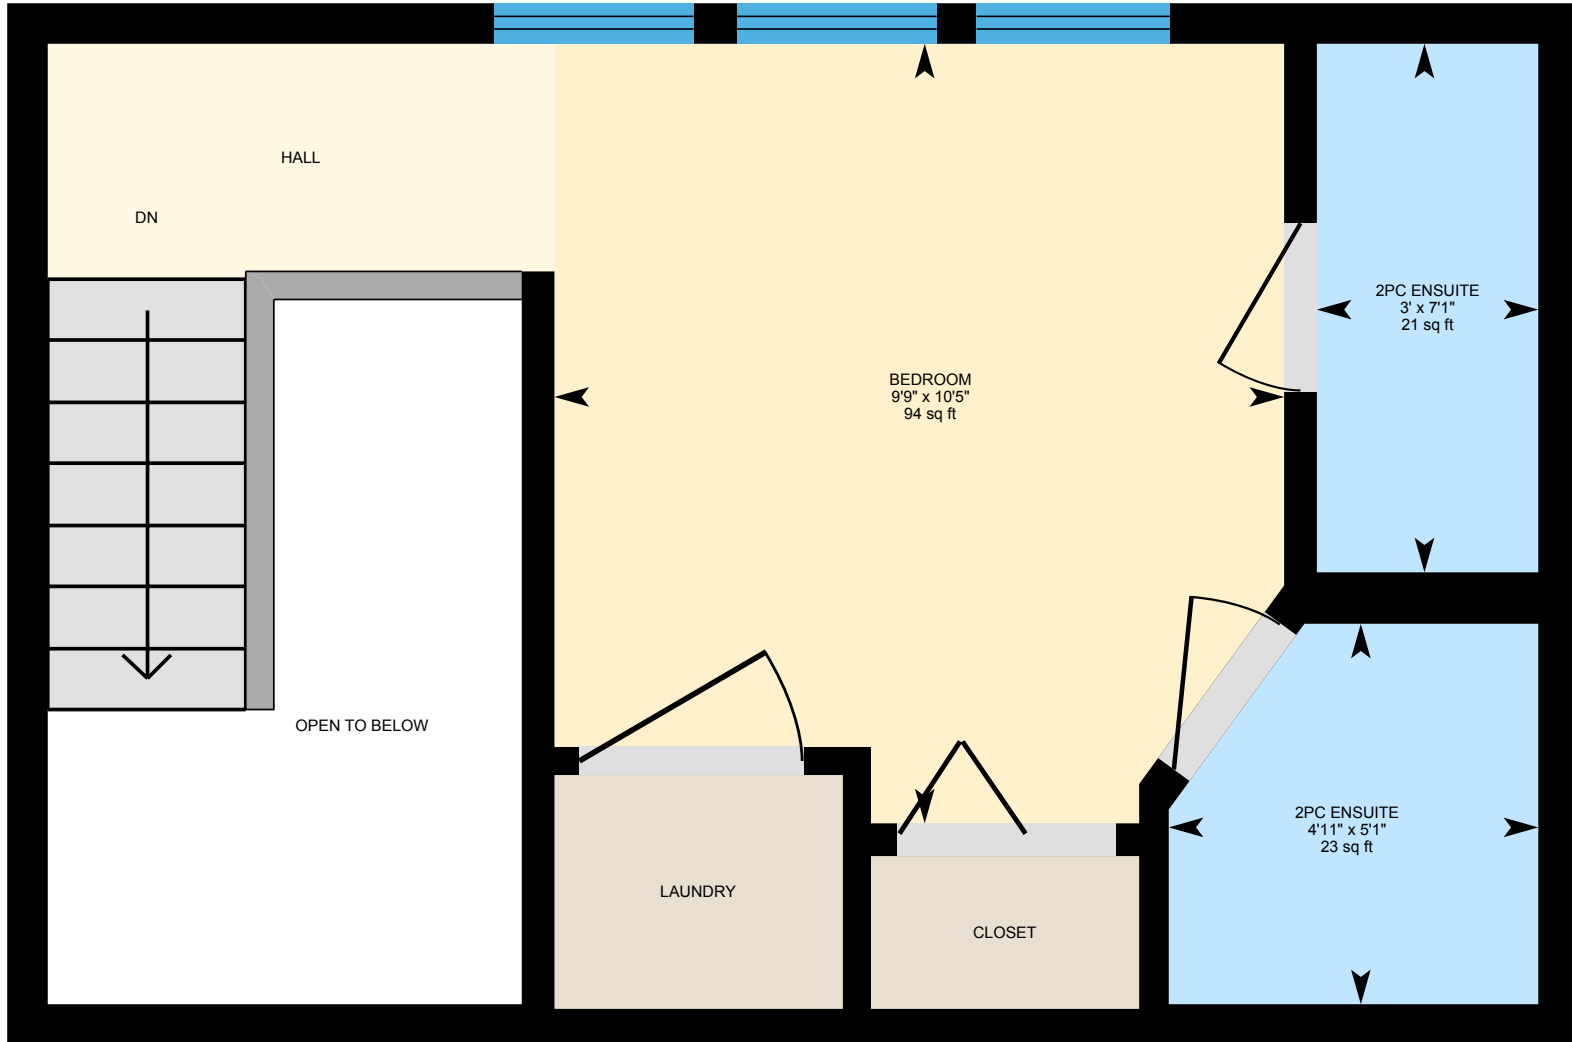 HALL
DN
2PC ENSUITE
3' x 7'1"
21 sq ft
BEDROOM
9'9" x 10'5"
94 sq ft
OPEN TO BELOW
2PC ENSUITE
4'11" x 5'1"
23 sq ft
LAUNDRY
CLOSET